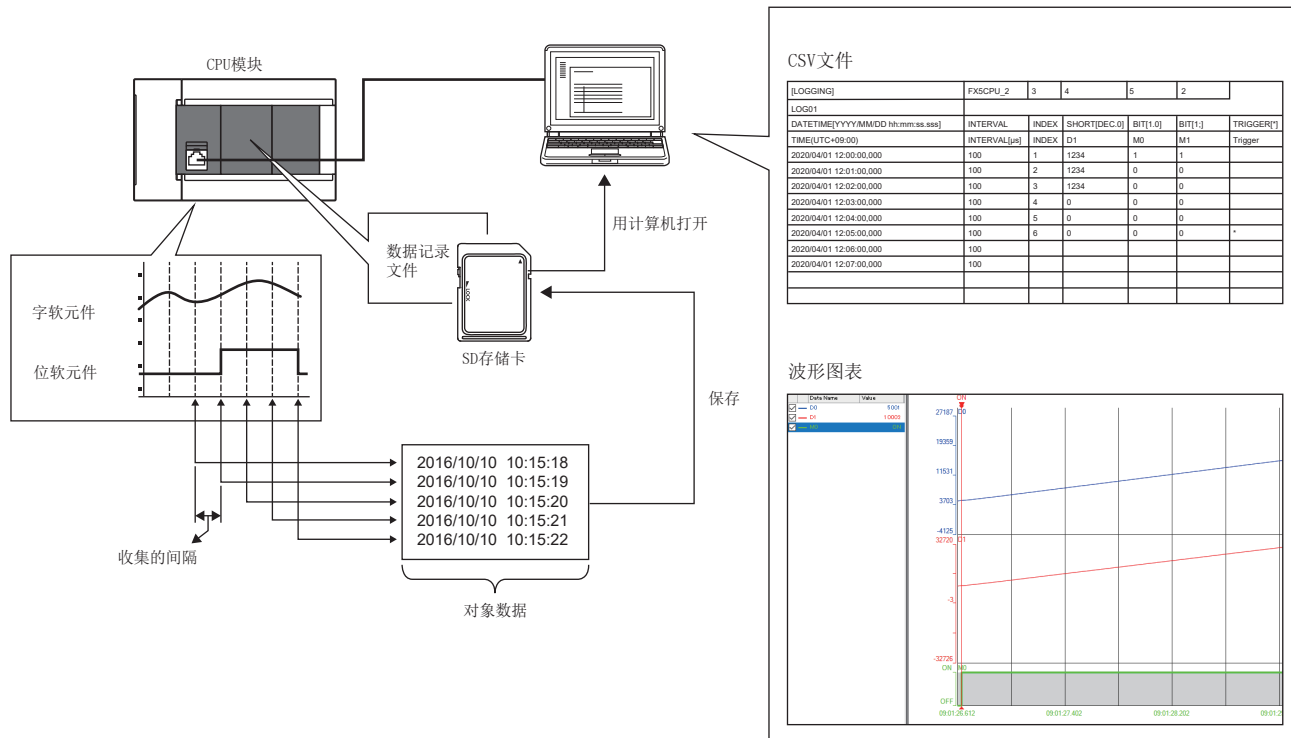 CPU模块
字软元件
位软元件
收集的间隔
数据记录
文件
LOCK
SD存储卡
用计算机打开
保存
2016/10/10 10:15:18
2016/10/10 10:15:19
2016/10/10 10:15:20
2016/10/10 10:15:21
2016/10/10 10:15:22
对象数据
CSV文件
[LOGGING] FX5CPU_2 3 4 5 2
LOG01
DATETIME[YYYY/MM/DD hh:mm:ss.sss] INTERVAL INDEX SHORT[DEC.0] BIT[1.0] BIT[1;] TRIGGER[*]
TIME(UTC+09:00) INTERVAL[μs] INDEX D1 M0 M1 Trigger
2020/04/01 12:00:00,000 100 1 1234 1 1
2020/04/01 12:01:00,000 100 2 1234 0 0
2020/04/01 12:02:00,000 100 3 1234 0 0
2020/04/01 12:03:00,000 100 4 0 0 0
2020/04/01 12:04:00,000 100 5 0 0 0
2020/04/01 12:05:00,000 100 6 0 0 0 *
2020/04/01 12:06:00,000 100
2020/04/01 12:07:00,000 100
波形图表
Data Name Value
D0 5001
D1 10003
M0 ON
ON
27187 D0
19359
11531
3703
-4125
32720 D1
-3
-32726
ON M0
OFF
09:01:26.612 09:01:27.402 09:01:28.202